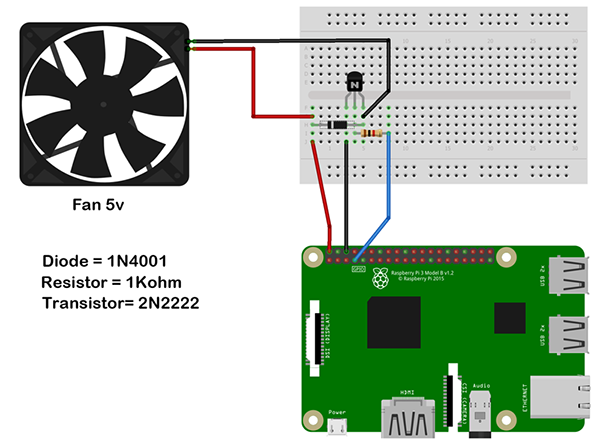 N
Fan 5v
Diode = 1N4001
Resistor = 1Kohm
Transistor= 2N2222
GPIO
Raspberry Pi 3 Model B v1.2
© Raspberry Pi 2015
DSI (DISPLAY)
USB 2x
USB 2x
ETHERNET
Power
HDMI
CSI (CAMERA)
Audio